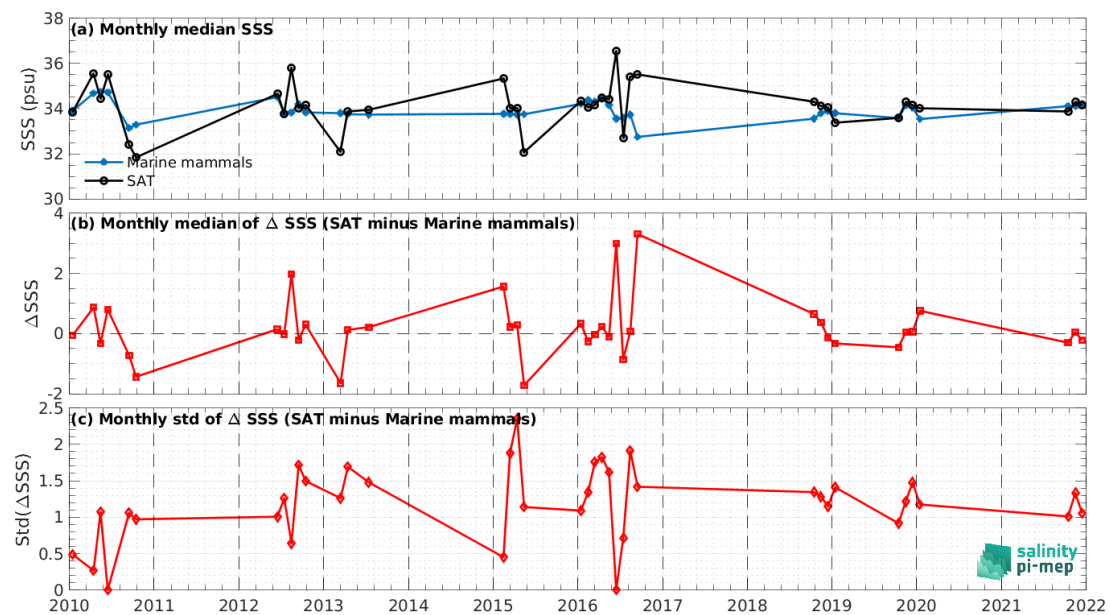 (a) Monthly median SSS
38
36
34
32
30
SSS (psu)
Marine mammals
SAT
(b) Monthly median of Δ SSS (SAT minus Marine mammals)
4
2
0
-2
ΔSSS
(c) Monthly std of Δ SSS (SAT minus Marine mammals)
2.5
2
1.5
1
0.5
0
Std(ΔSSS)
salinity
pi-mep
2010 2011 2012 2013 2014 2015 2016 2017 2018 2019 2020 2021 2022